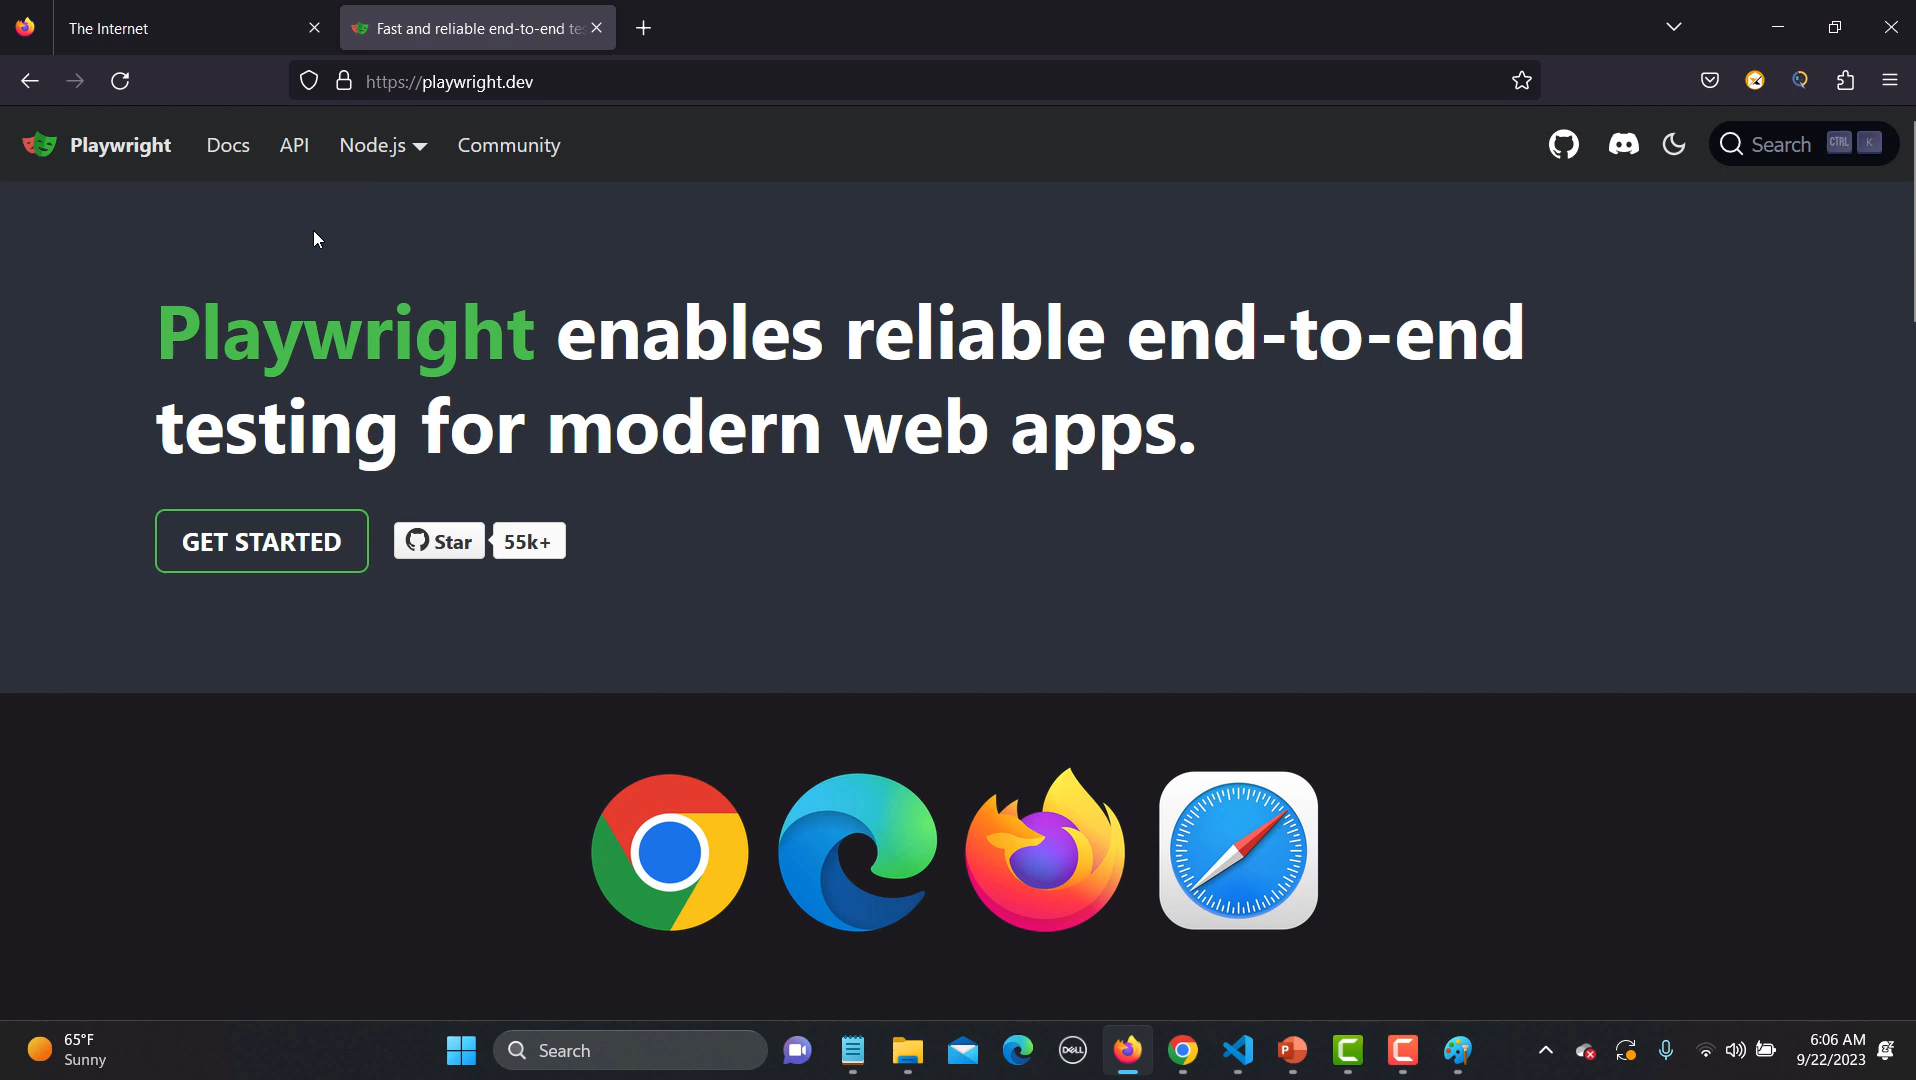 The Internet
Fast and reliable end-to-end tes
https://playwright.dev
Playwright Docs API Node.js Community
Search CTRL K
Playwright enables reliable end-to-end
testing for modern web apps.
GET STARTED
Star 55k+
65°F
Sunny
Search
DELL
6:06 AM
9/22/2023